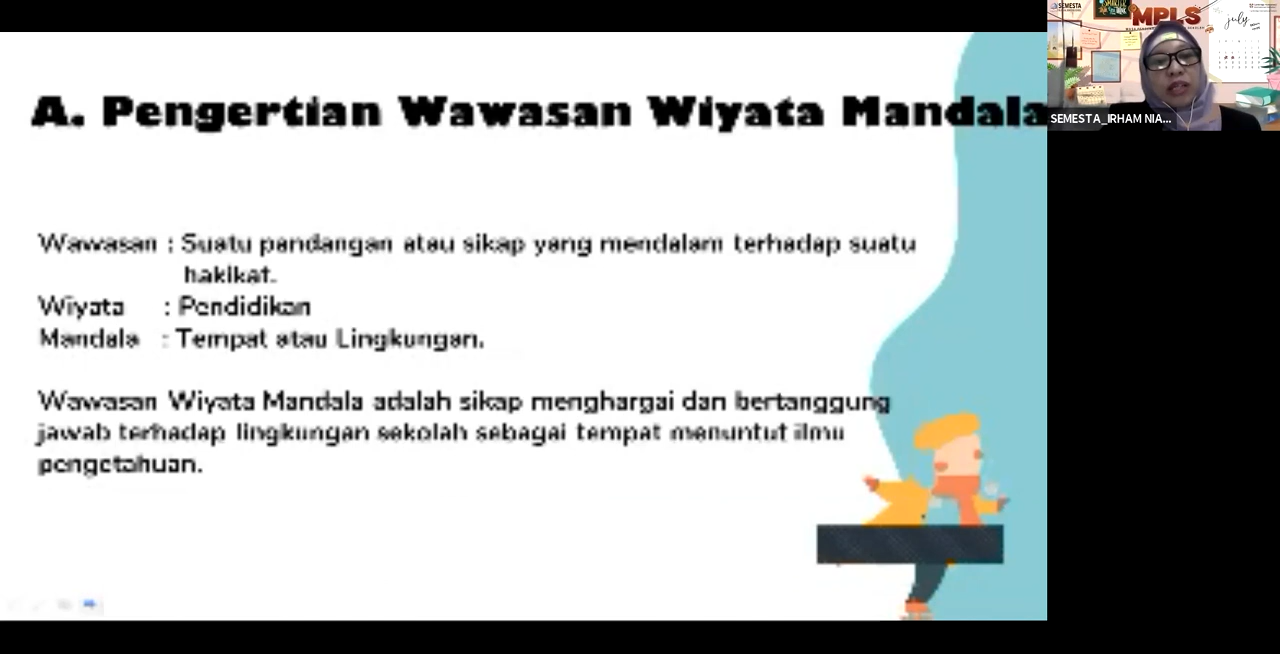 A. Pengertian Wawasan Wiyata Mandala
Wawasan : Suatu pandangan atau sikap yang mendalam terhadap suatu
hakikat.
Wiyata : Pendidikan
Mandala : Tempat atau Lingkungan.
Wawasan Wiyata Mandala adalah sikap menghargai dan bertanggung
jawab terhadap lingkungan sekolah sebagai tempat menuntut ilmu
pengetahuan.
SEMESTA
MPLS
july
SEMESTA_IRHAM NIA...